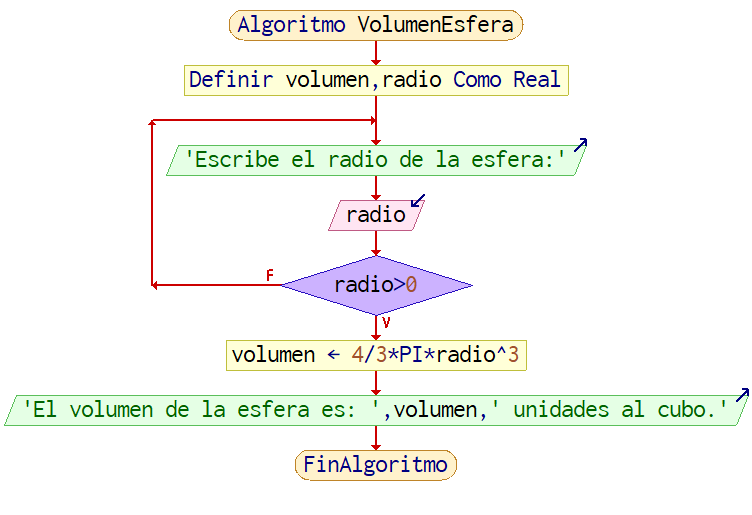 Algoritmo VolumenEsfera
Definir volumen,radio Como Real
'Escribe el radio de la esfera:'
radio
F
radio>0
V
volumen ← 4/3*PI*radio^3
'El volumen de la esfera es: ',volumen,' unidades al cubo.'
FinAlgoritmo